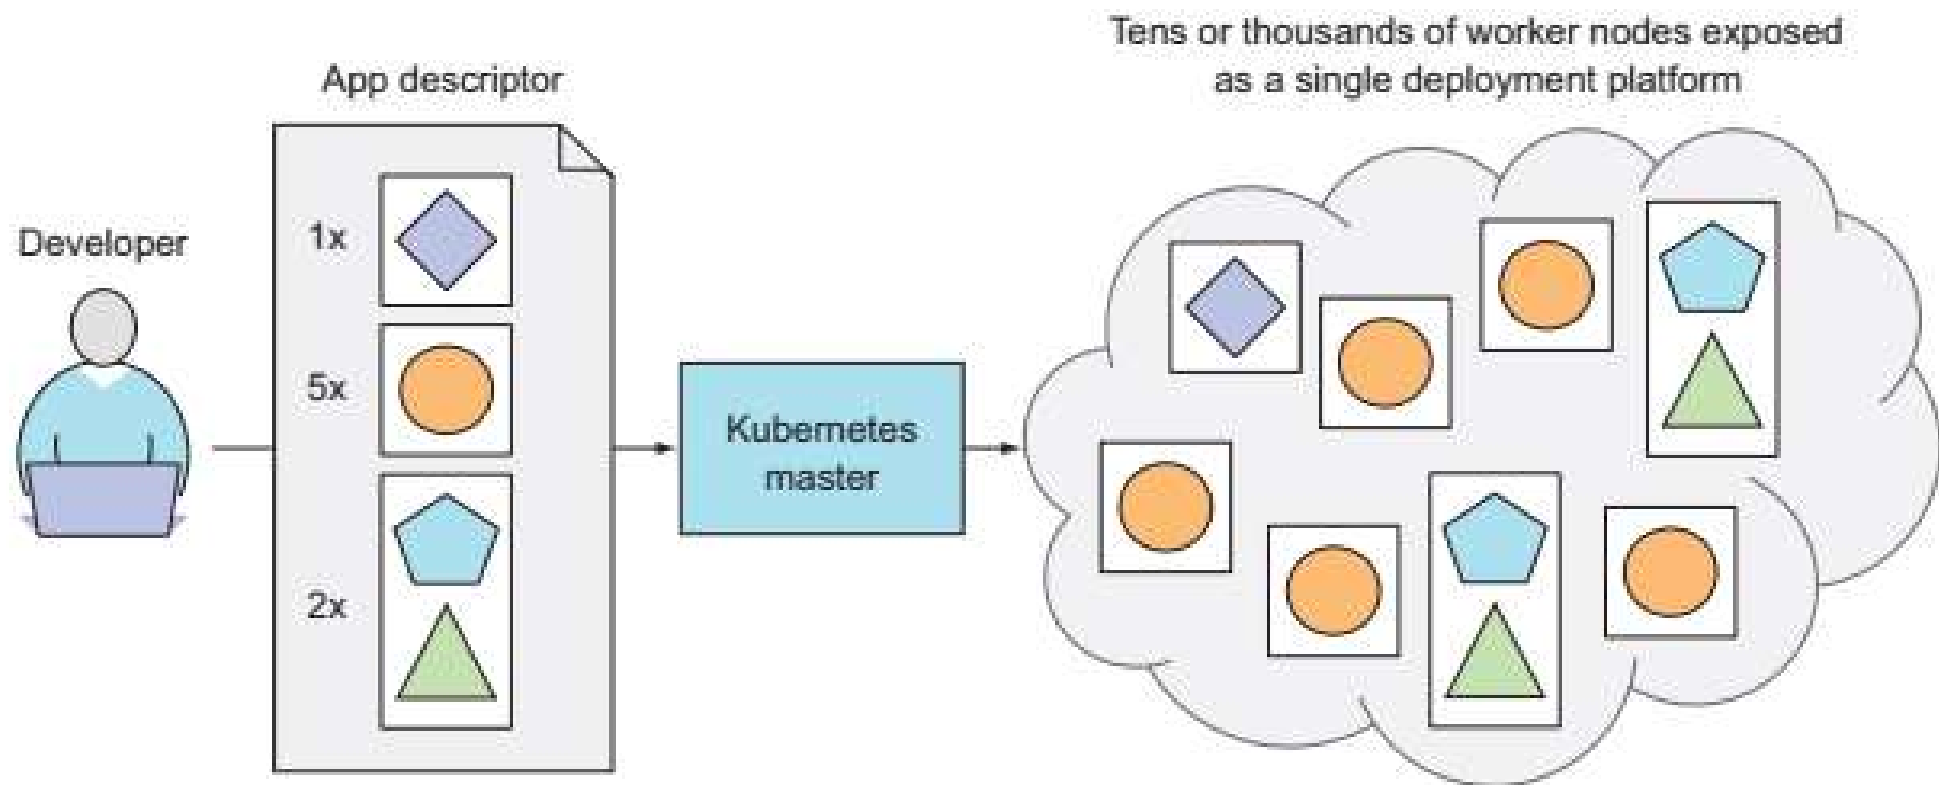 Tens or thousands of worker nodes exposed
as a single deployment platform
App descriptor
Developer
1x
5x
2x
Kubernetes
master